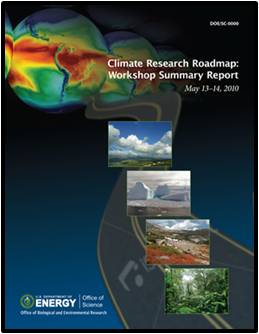 DOE/SC-0000
Climate Research Roadmap:
Workshop Summary Report
May 13–14, 2010
U.S. DEPARTMENT OF
ENERGY
Office of
Science
Office of Biological and Environmental Research